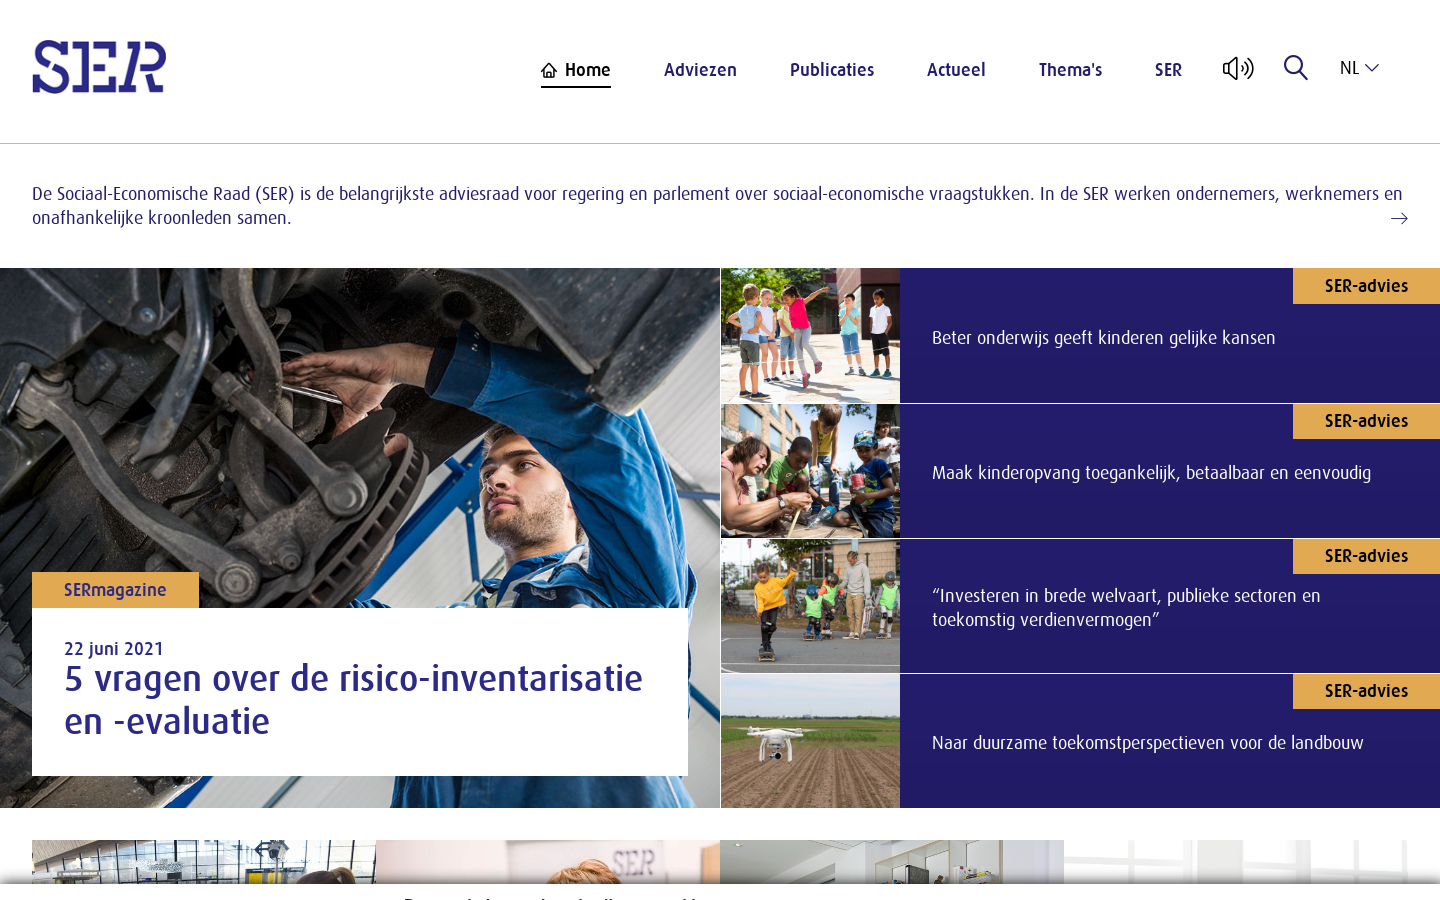 SER
Home
Adviezen
Publicaties
Actueel
Thema's
SER
NL
De Sociaal-Economische Raad (SER) is de belangrijkste adviesraad voor regering en parlement over sociaal-economische vraagstukken. In de SER werken ondernemers, werknemers en
onafhankelijke kroonleden samen.
SERmagazine
22 juni 2021
5 vragen over de risico-inventarisatie
en -evaluatie
SER-advies
Beter onderwijs geeft kinderen gelijke kansen
SER-advies
Maak kinderopvang toegankelijk, betaalbaar en eenvoudig
SER-advies
“Investeren in brede welvaart, publieke sectoren en
toekomstig verdienvermogen”
SER-advies
Naar duurzame toekomstperspectieven voor de landbouw
SER